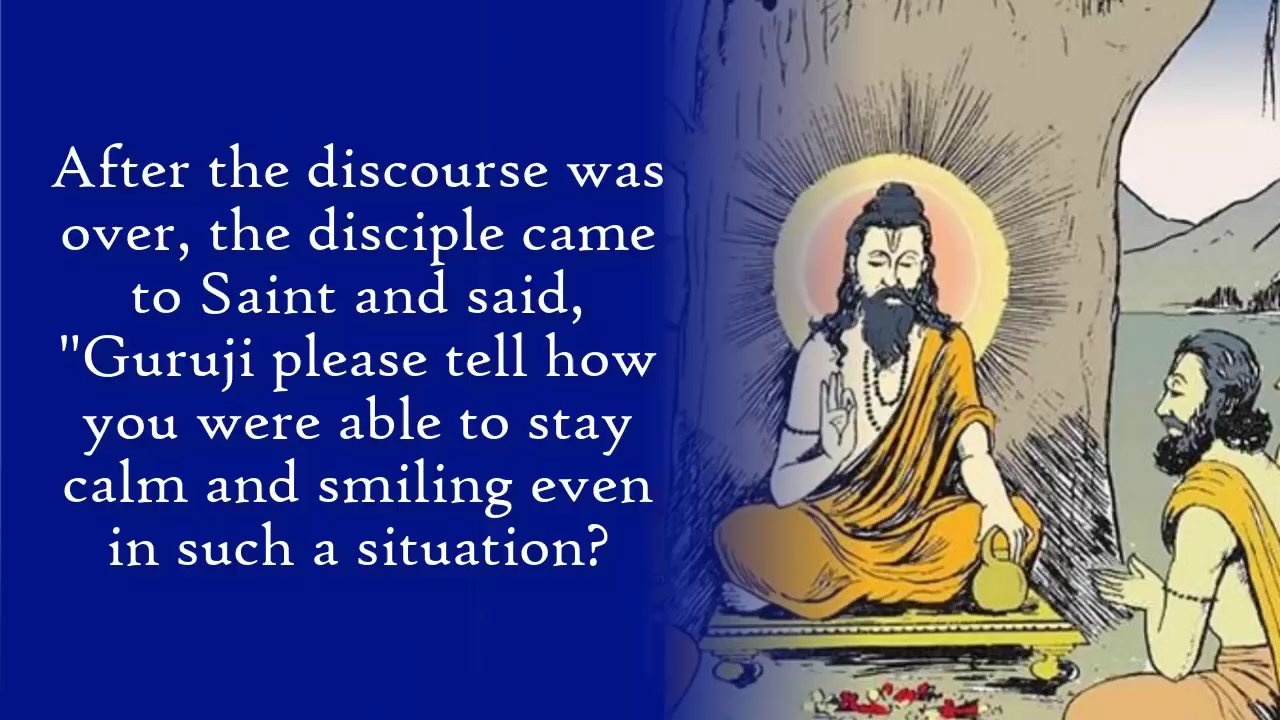 After the discourse was
over, the disciple came
to Saint and said,
"Guruji please tell how
you were able to stay
calm and smiling even
in such a situation?